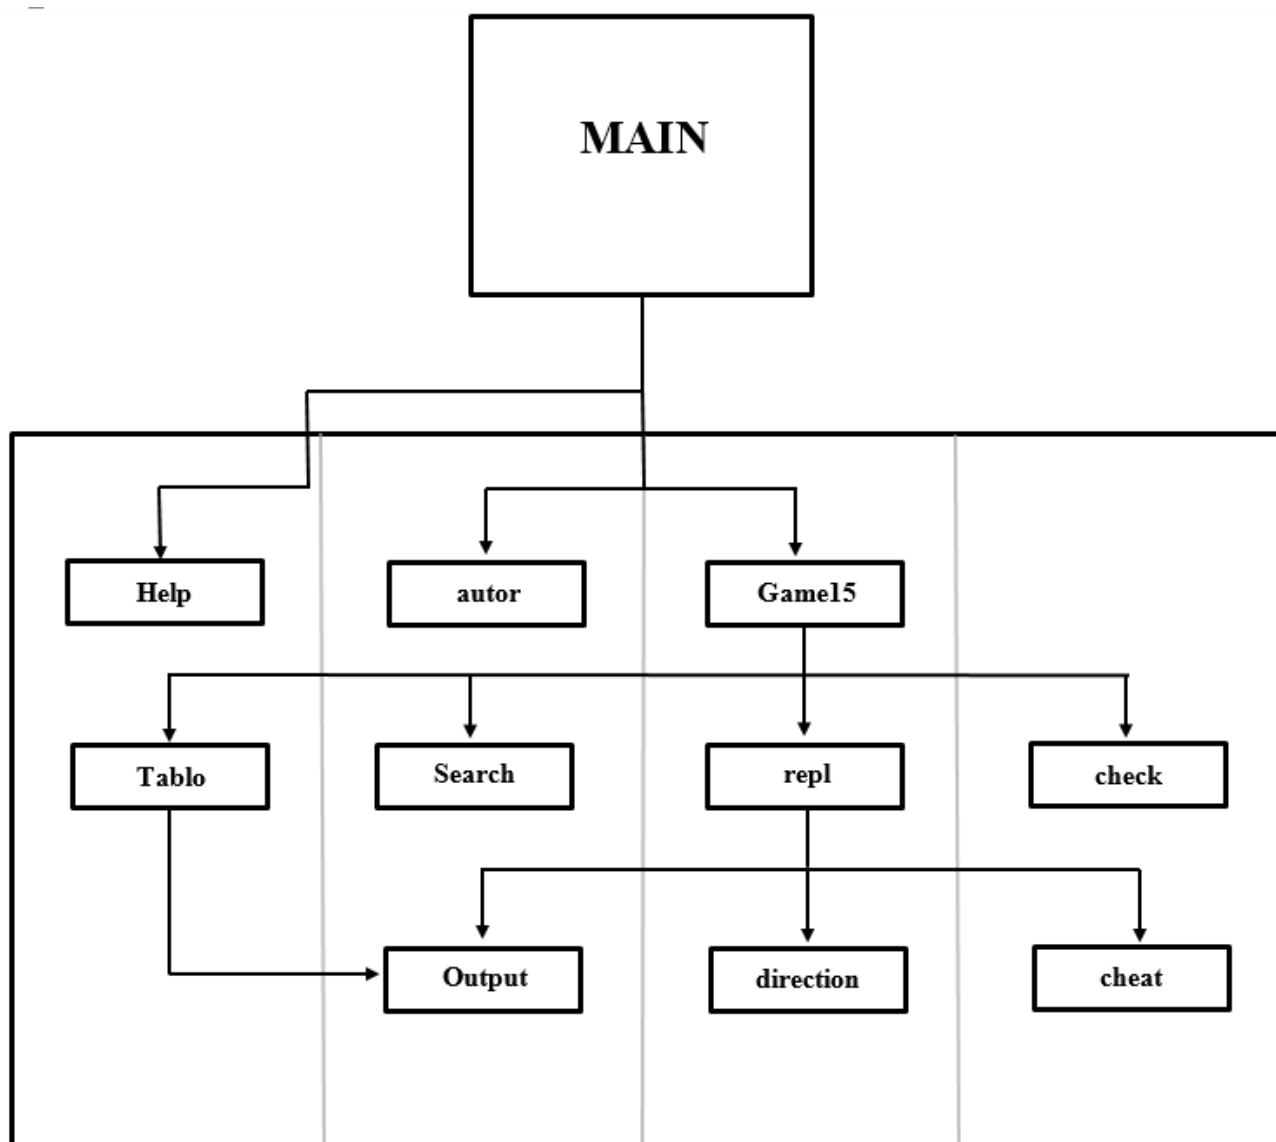 MAIN
Help
autor
Game15
Tablo
Search
repl
check
Output
direction
cheat